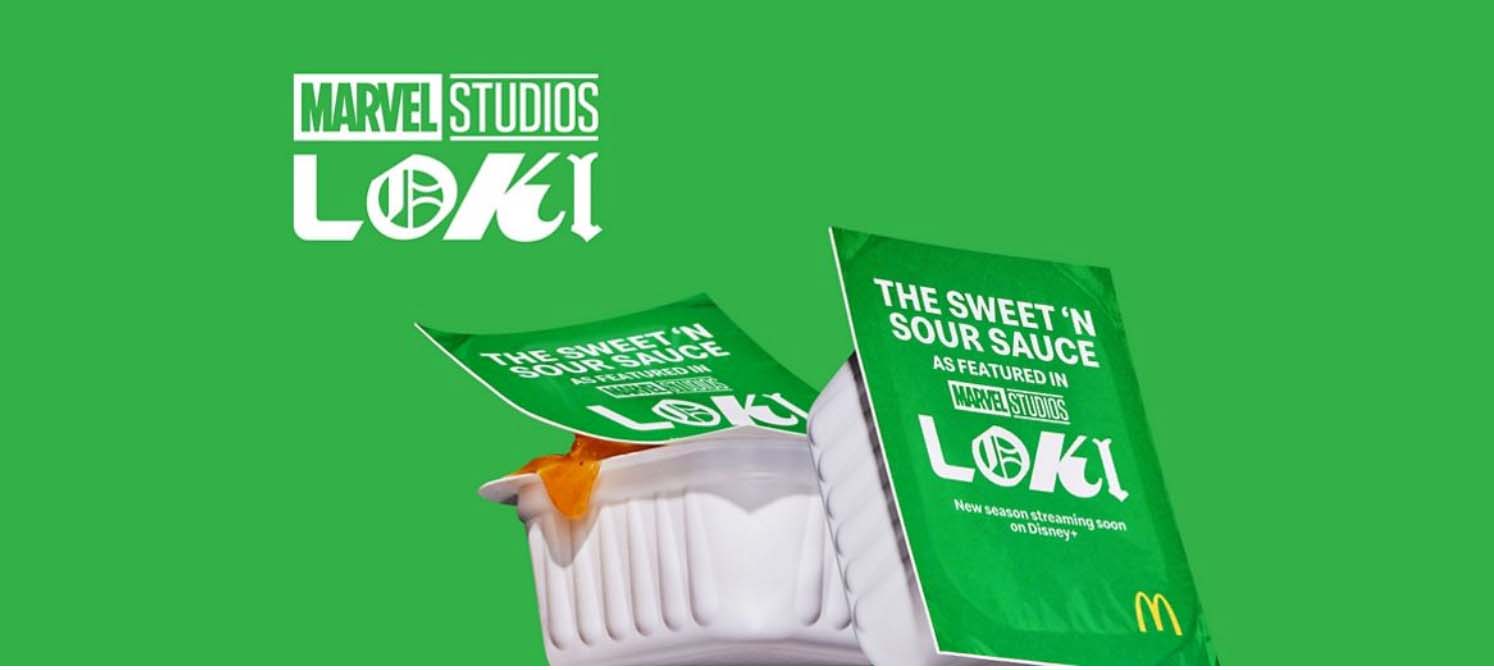 MARVEL STUDIOS
LOKI
THE SWEET 'N
SOUR SAUCE
AS FEATURED IN
MARVEL STUDIOS
LOKI
THE SWEET ‘N
SOUR SAUCE
AS FEATURED IN
MARVEL STUDIOS
LOKI
New season streaming soon
on Disney+